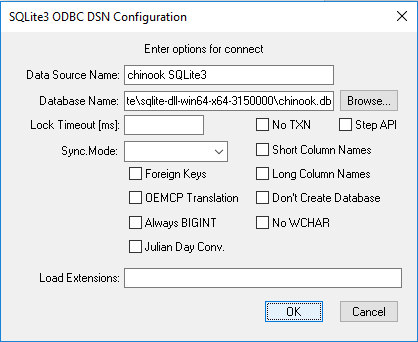 SQLite3 ODBC DSN Configuration
Enter options for connect
Data Source Name: chinook SQLite3
Database Name: te\sqlite-dll-win64-x64-3150000\chinook.db Browse...
Lock Timeout [ms]: No TXN Step API
Sync.Mode: Short Column Names
Foreign Keys Long Column Names
OEMCP Translation Don't Create Database
Always BIGINT No WCHAR
Julian Day Conv.
Load Extensions:
OK Cancel